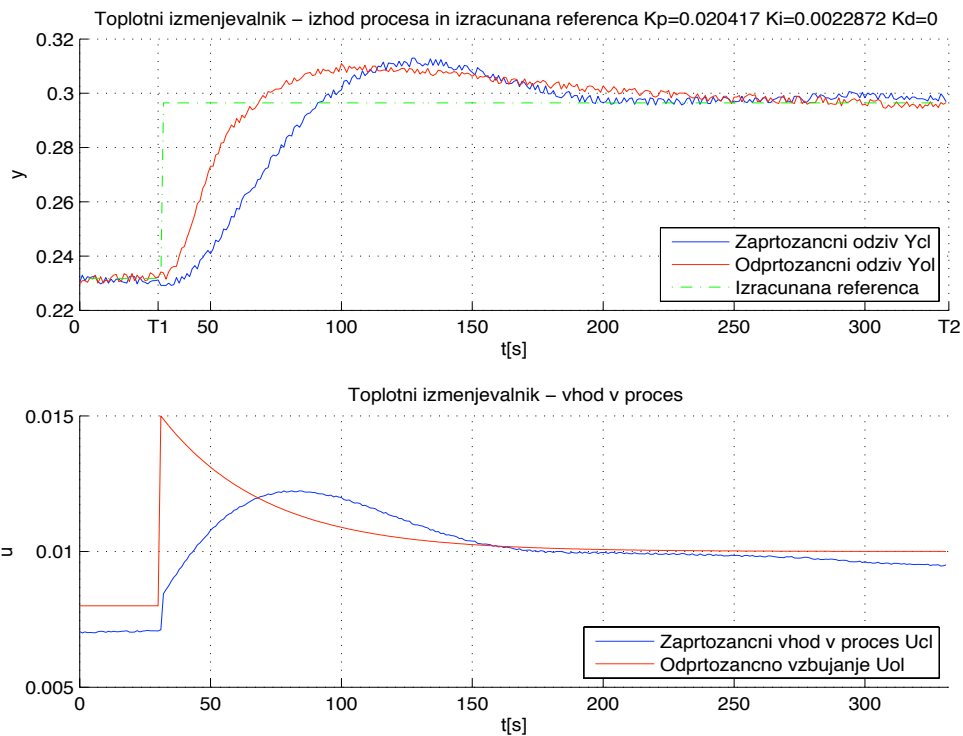 Toplotni izmenjevalnik – izhod procesa in izracunana referenca Kp=0.020417 Ki=0.0022872 Kd=0
0.32
0.3
0.28
0.26
0.24
0.22
y
Zaprtozancni odziv Ycl
Odprtozancni odziv Yol
Izracunana referenca
0 T1 50 100 150 200 250 300 T2
t[s]
Toplotni izmenjevalnik – vhod v proces
0.015
0.01
0.005
u
Zaprtozancni vhod v proces Ucl
Odprtozancno vzbujanje Uol
0 50 100 150 200 250 300
t[s]